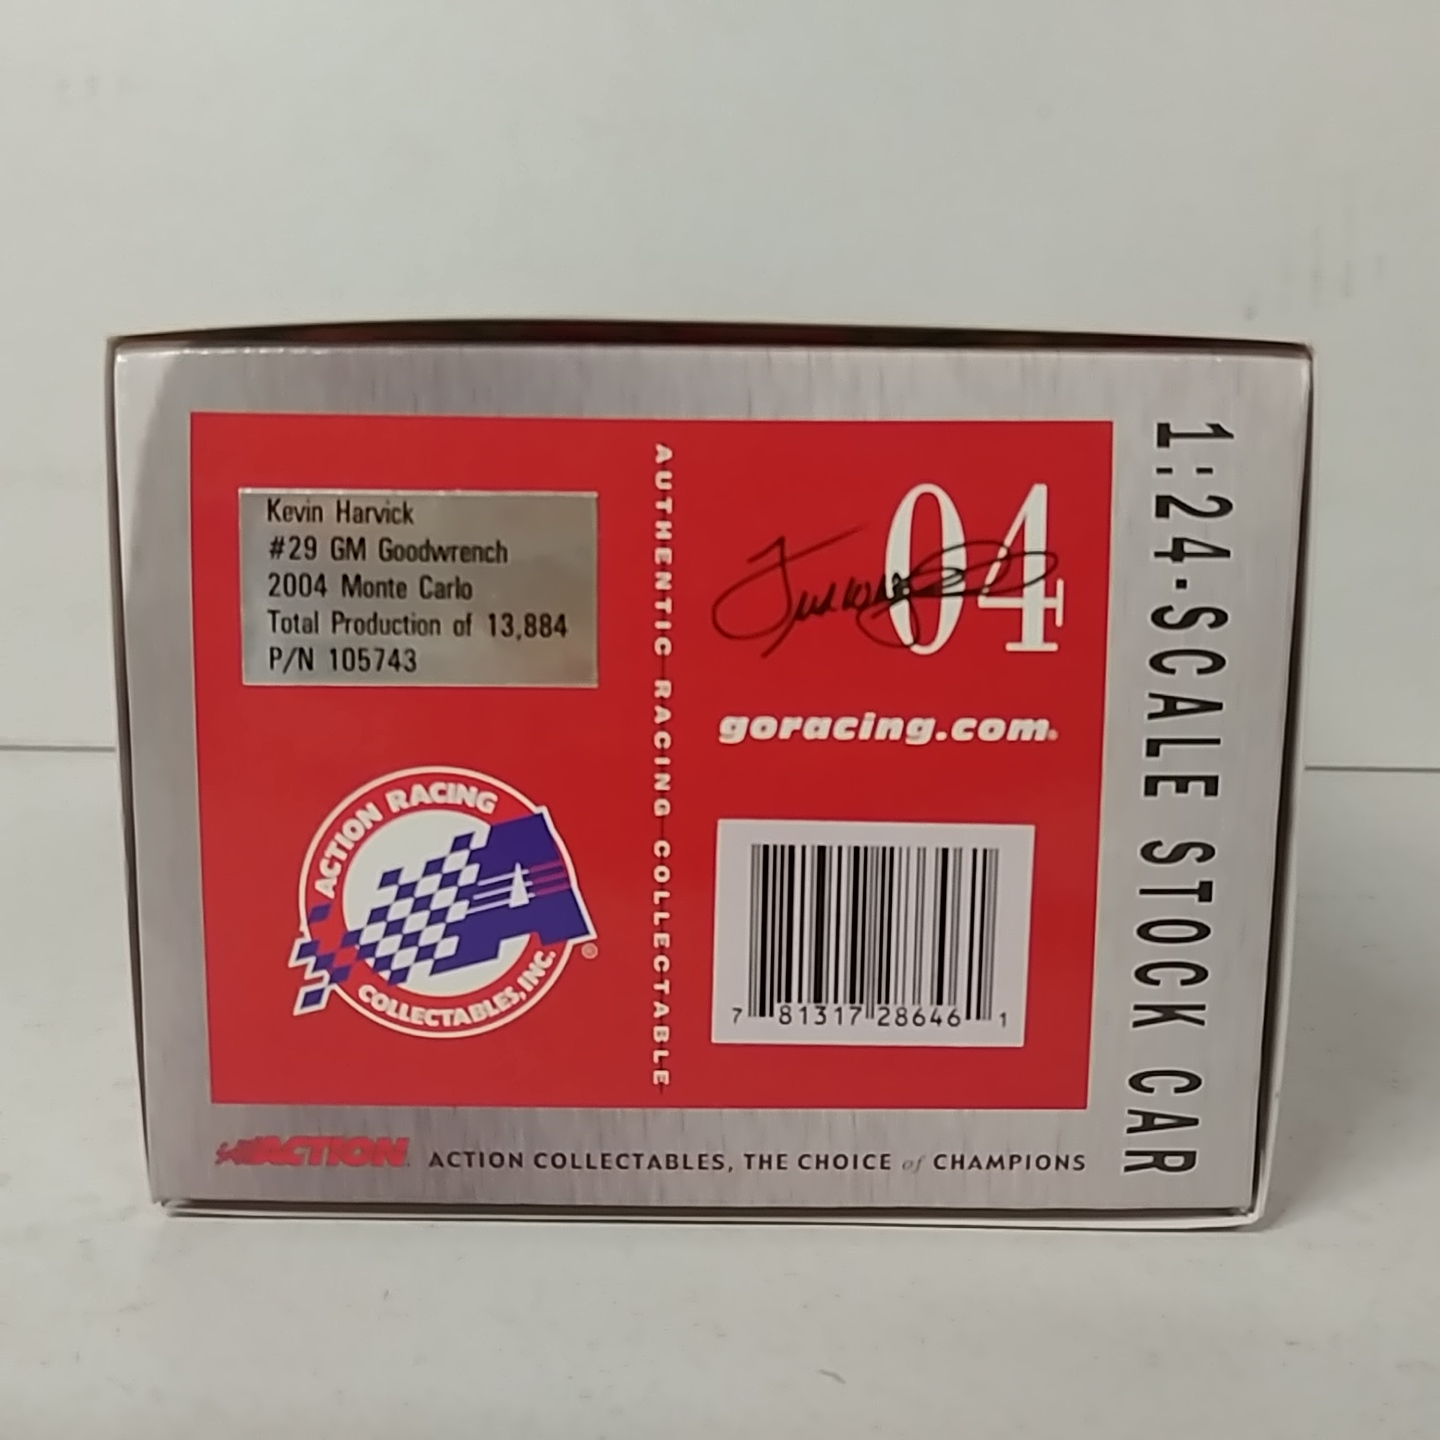 Kevin Harvick
#29 GM Goodwrench
2004 Monte Carlo
Total Production of 13,884
P/N 105743
ACTION RACING
COLLECTABLES, INC.
®
AUTHENTIC RACING COLLECTABLE
04
goracing.com®
7 81317 28646 1
1:24-SCALE STOCK CAR
ACTION
ACTION COLLECTABLES, THE CHOICE of CHAMPIONS